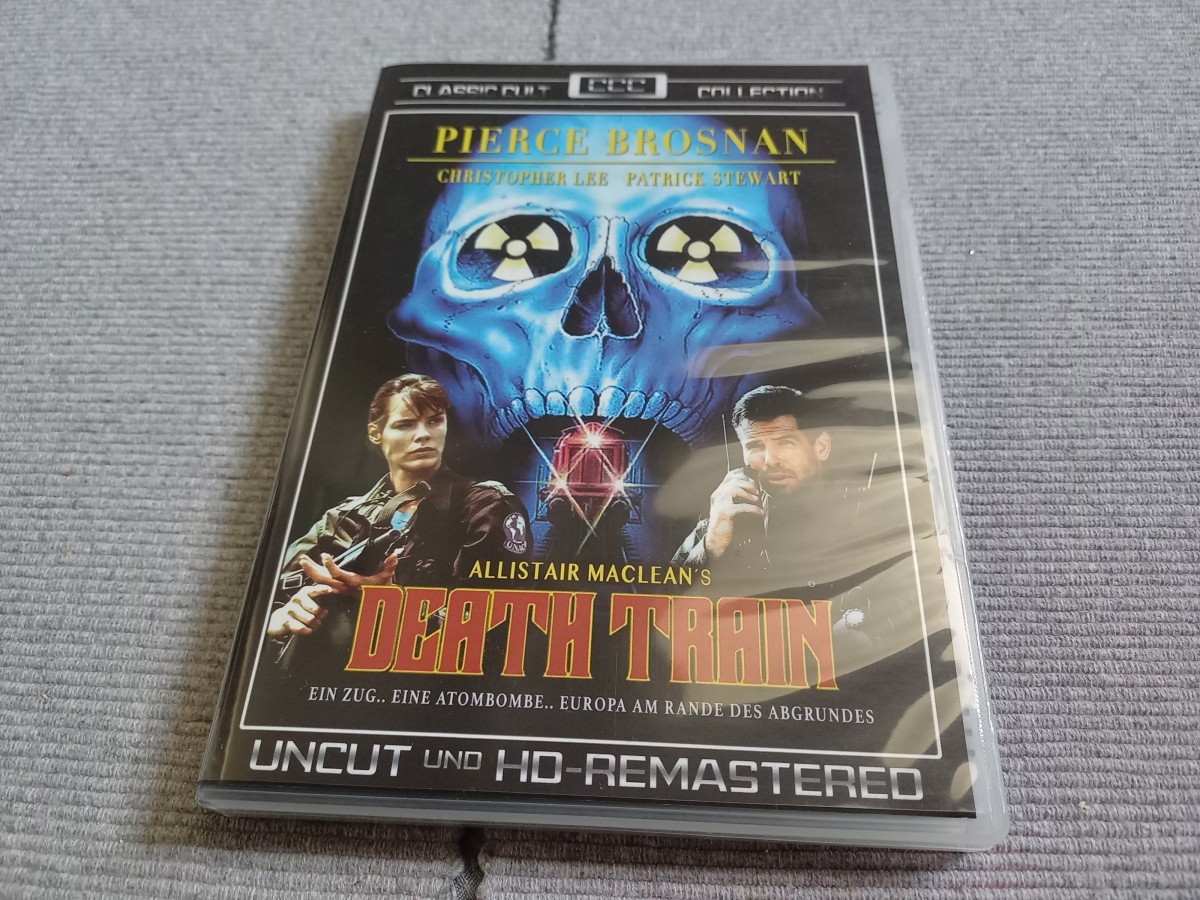 CLASSIC CULT CCC COLLECTION
PIERCE BROSNAN
CHRISTOPHER LEE PATRICK STEWART
ALLISTAIR MACLEAN'S
DEATH TRAIN
EIN ZUG.. EINE ATOMBOMBE.. EUROPA AM RANDE DES ABGRUNDES
UNCUT UND HD-REMASTERED